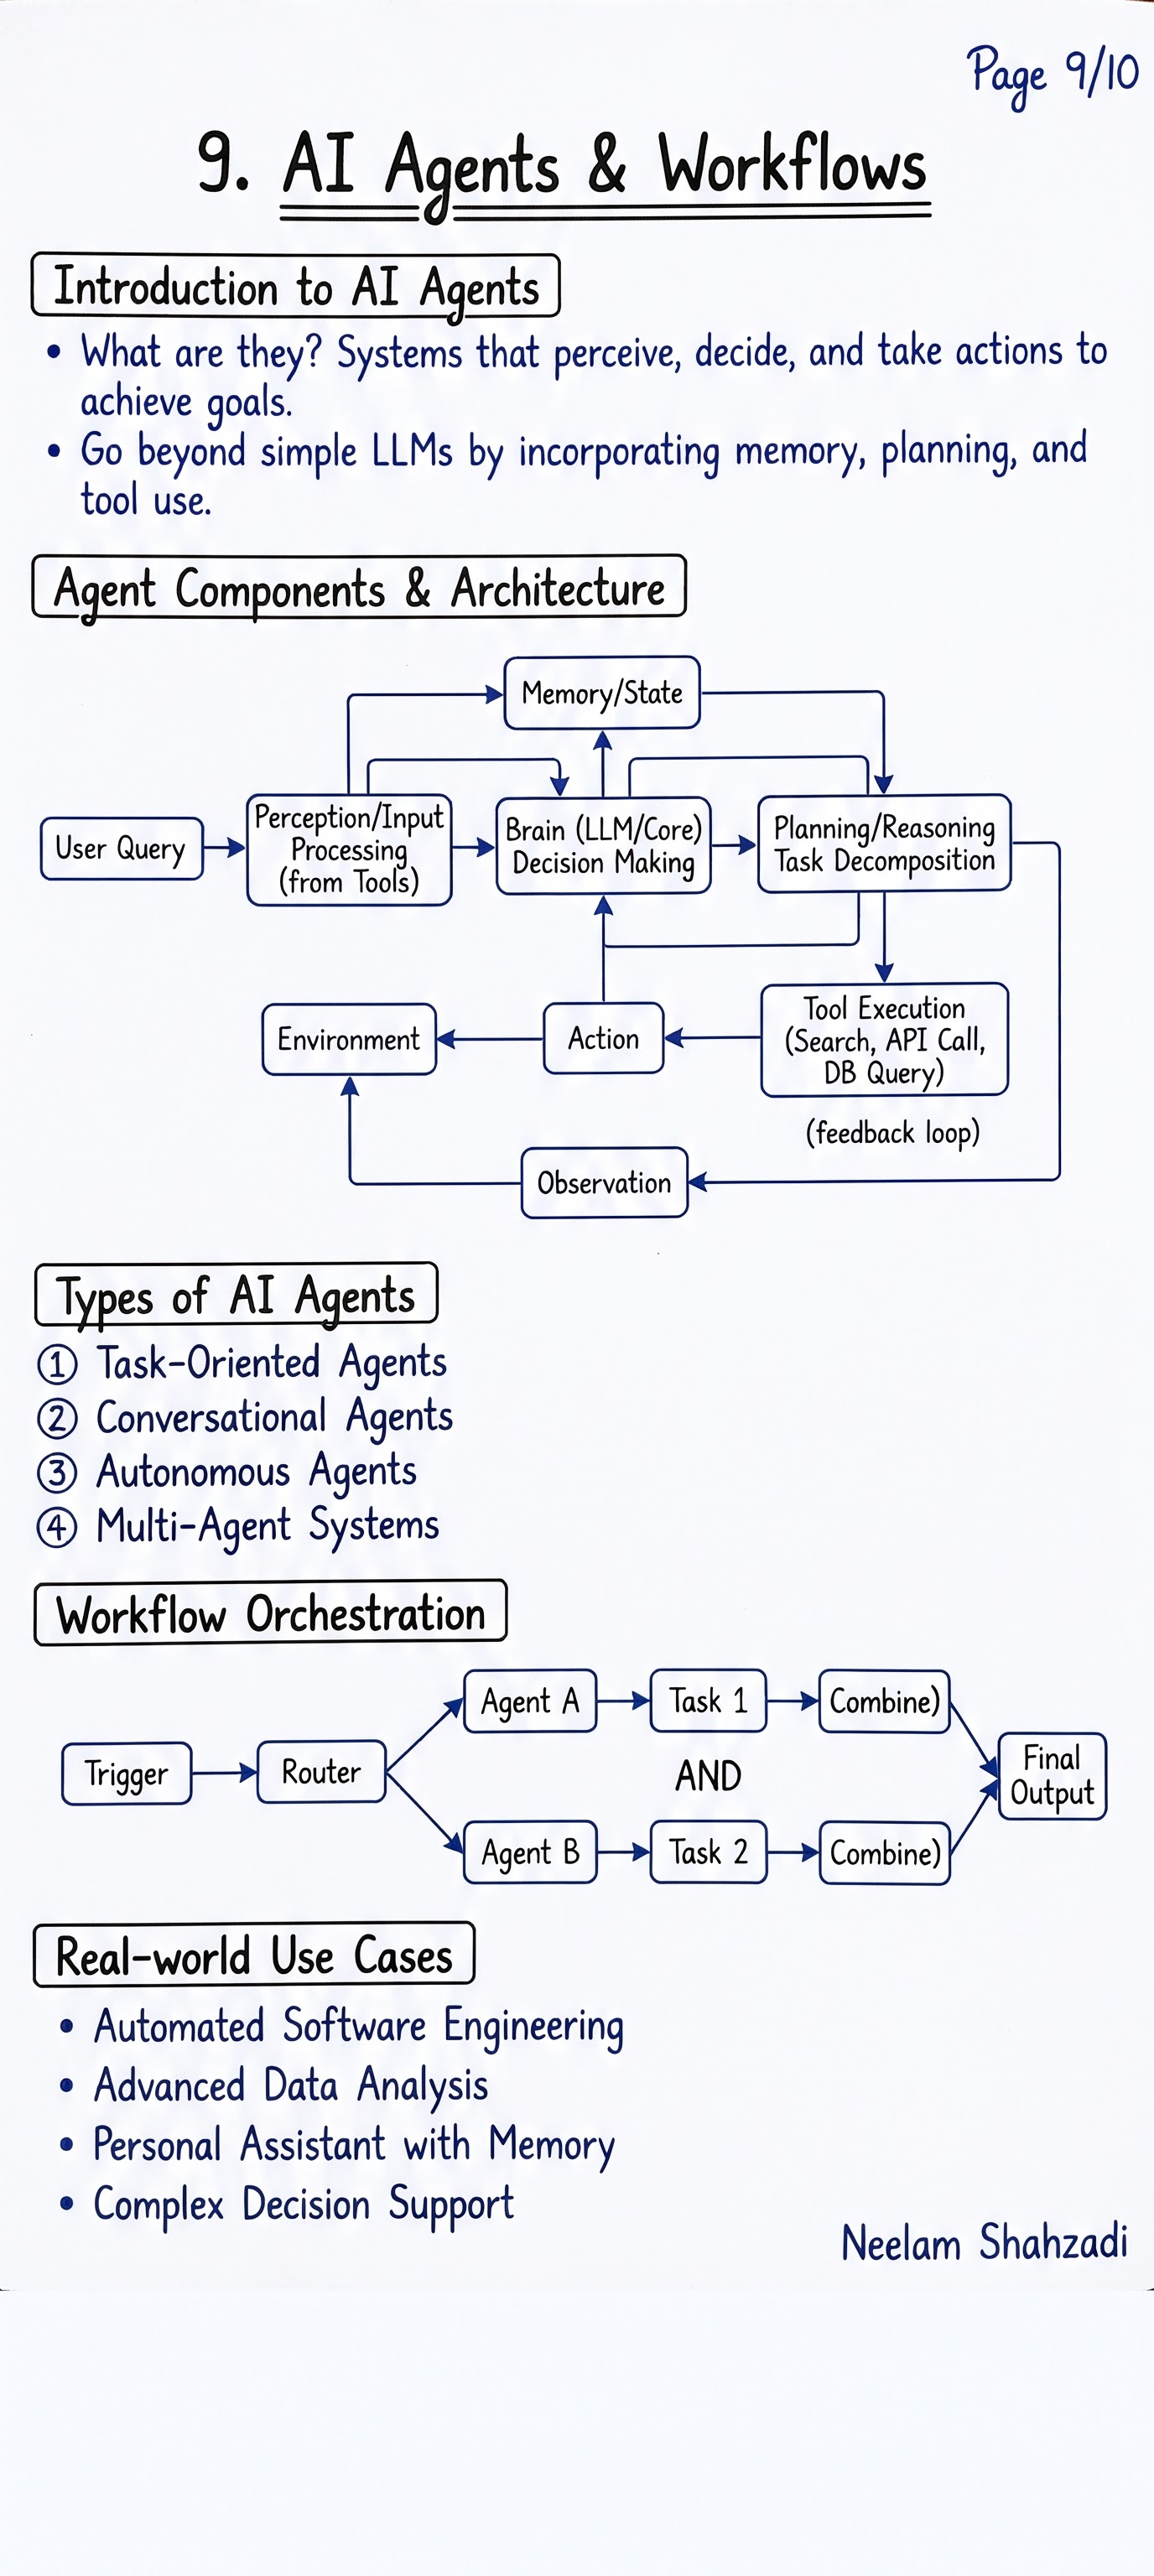 Page 9/10
9. AI Agents & Workflows
Introduction to AI Agents
• What are they? Systems that perceive, decide, and take actions to
achieve goals.
• Go beyond simple LLMs by incorporating memory, planning, and
tool use.
Agent Components & Architecture
Memory/State
User Query
Perception/Input
Processing
(from Tools)
Brain (LLM/Core)
Decision Making
Planning/Reasoning
Task Decomposition
Environment
Action
Tool Execution
(Search, API Call,
DB Query)
(feedback loop)
Observation
Types of AI Agents
① Task-Oriented Agents
② Conversational Agents
③ Autonomous Agents
④ Multi-Agent Systems
Workflow Orchestration
Trigger
Router
Agent A
Task 1
Combine)
AND
Agent B
Task 2
Combine)
Final
Output
Real-world Use Cases
• Automated Software Engineering
• Advanced Data Analysis
• Personal Assistant with Memory
• Complex Decision Support
Neelam Shahzadi